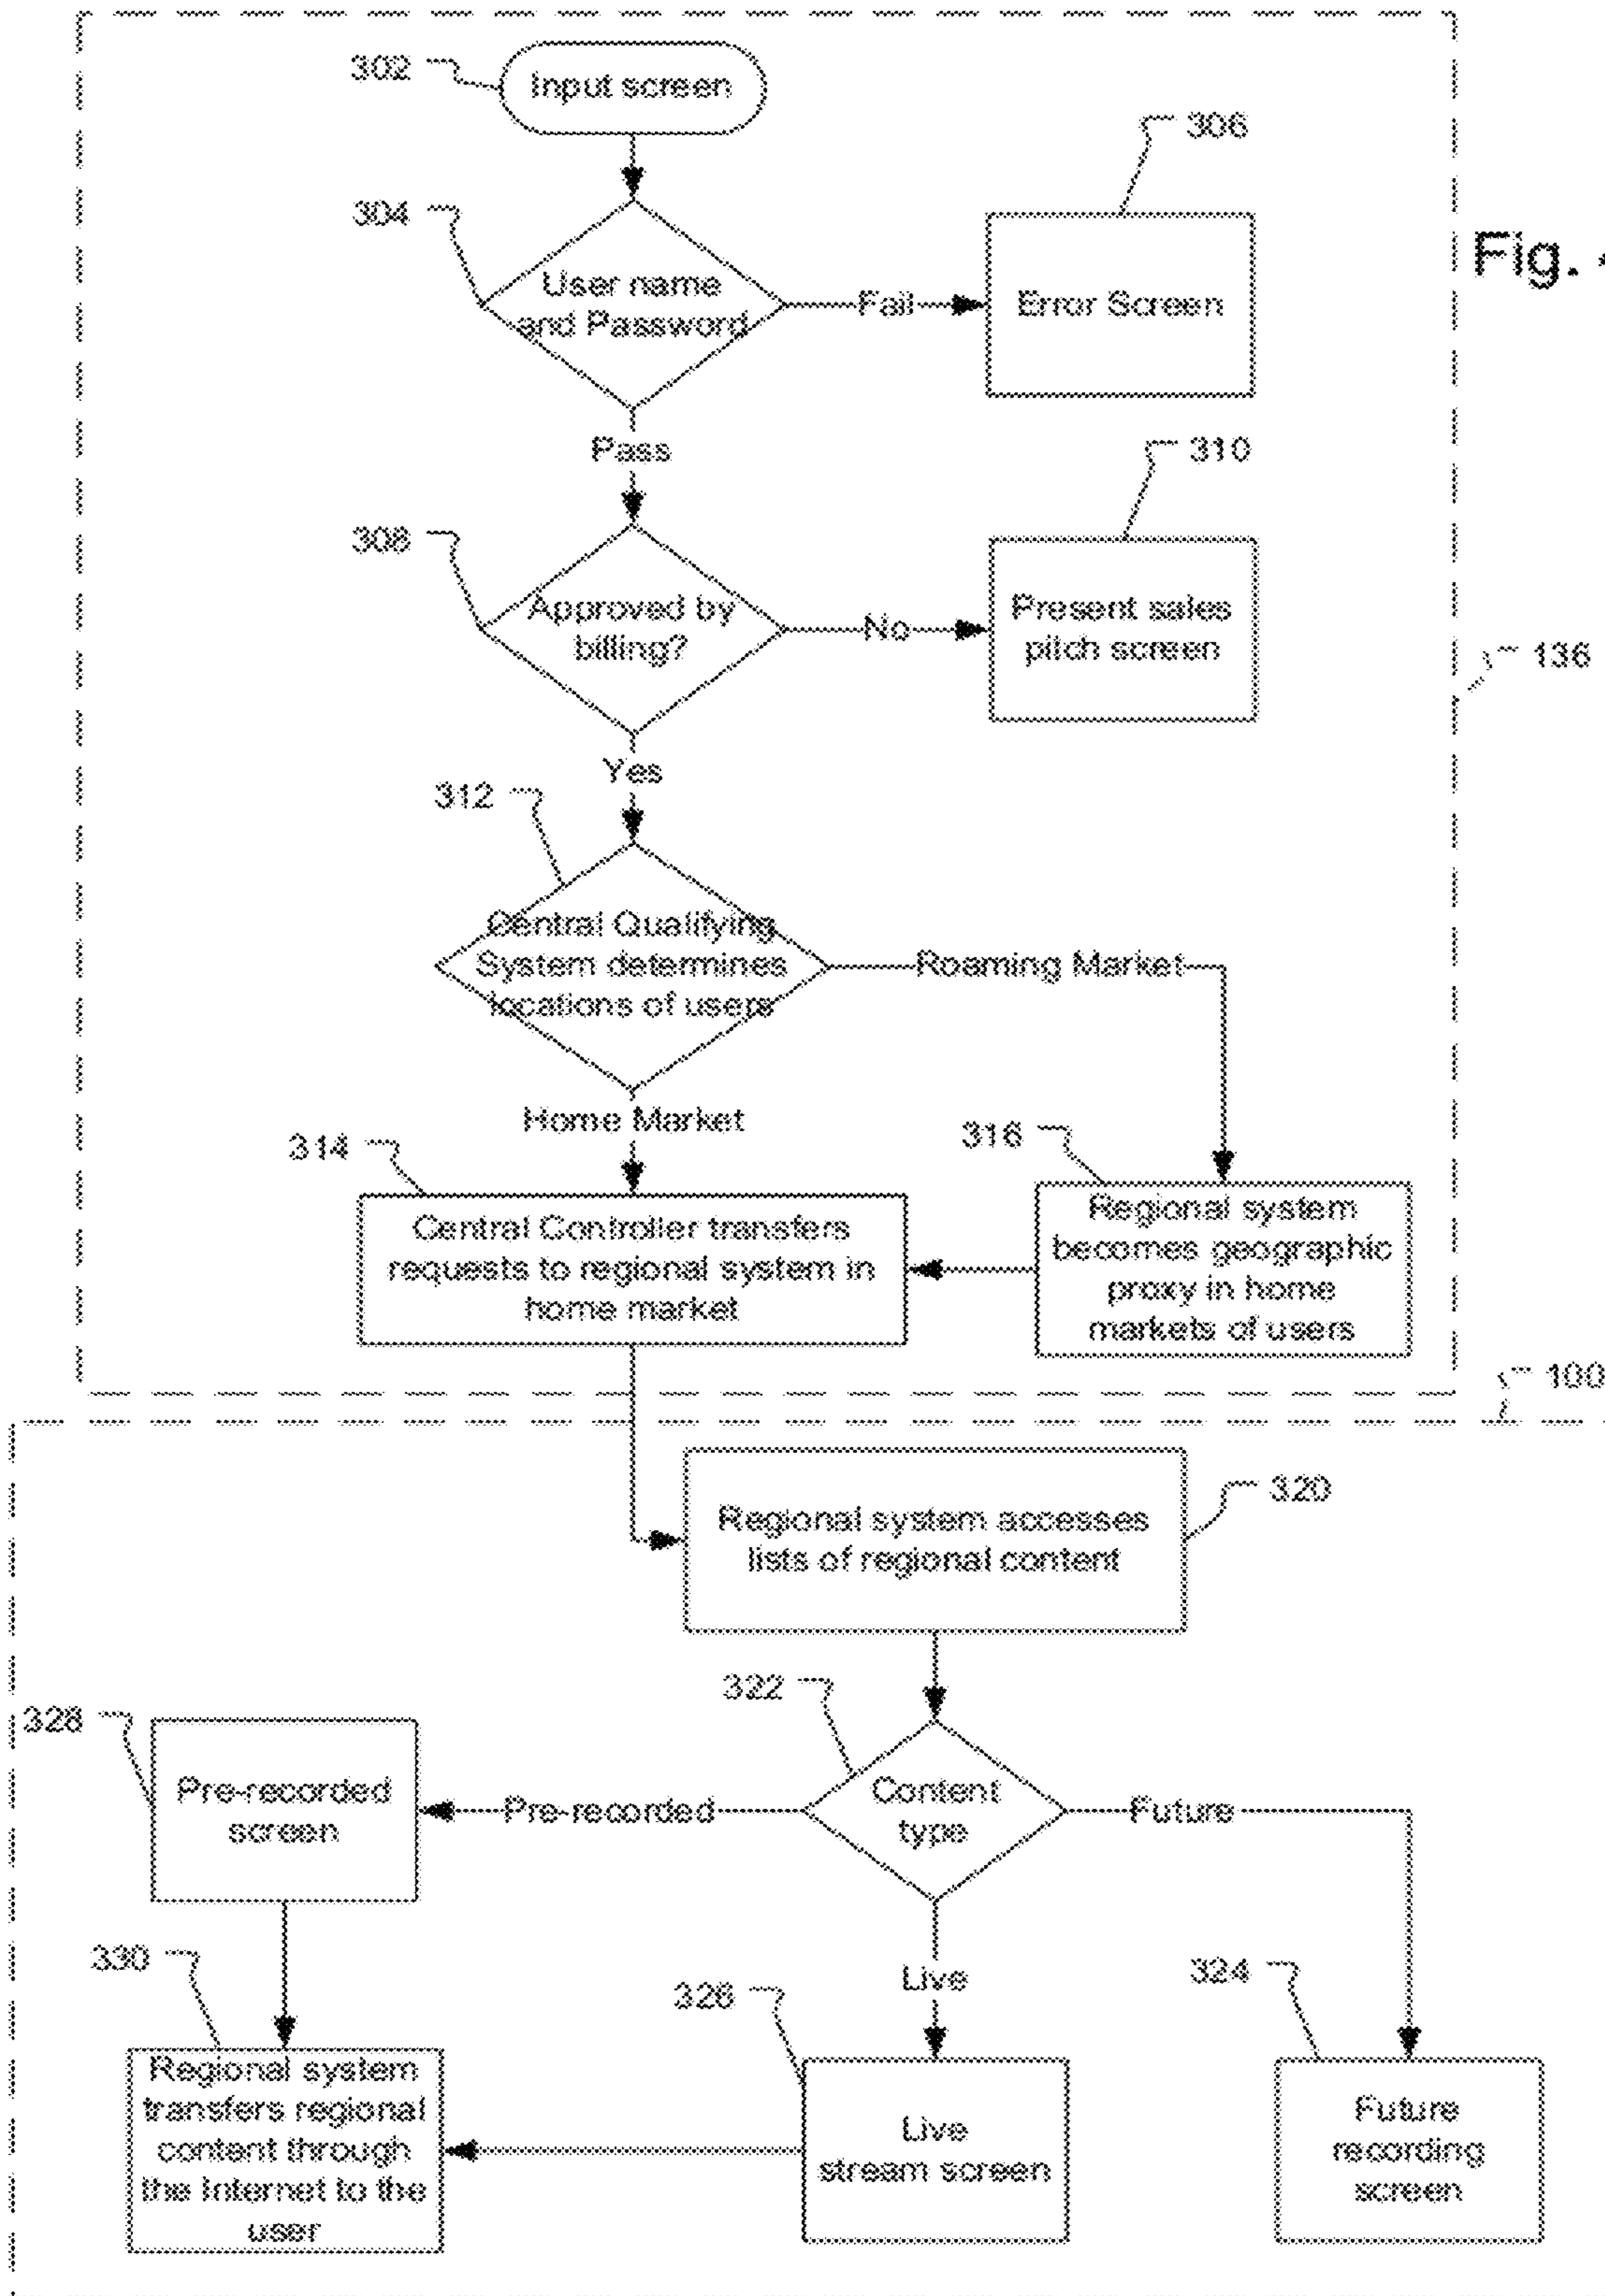 302
Input screen
306
304
Fig.
User name
and Password
Fail
Error Screen
Pass
310
308
Approved by
billing?
No
Present sales
pitch screen
136
Yes
312
Central Qualifying
System determines
locations of users
Roaming Market
Home Market
314
316
Central Controller transfers
requests to regional system in
home market
Regional system
becomes geographic
proxy in home
markets of users
100
320
Regional system accesses
lists of regional content
322
328
Pre-recorded
screen
Pre-recorded
Content
type
Future
330
326
Live
324
Regional system
transfers regional
content through
the Internet to the
user
Live
stream screen
Future
recording
screen